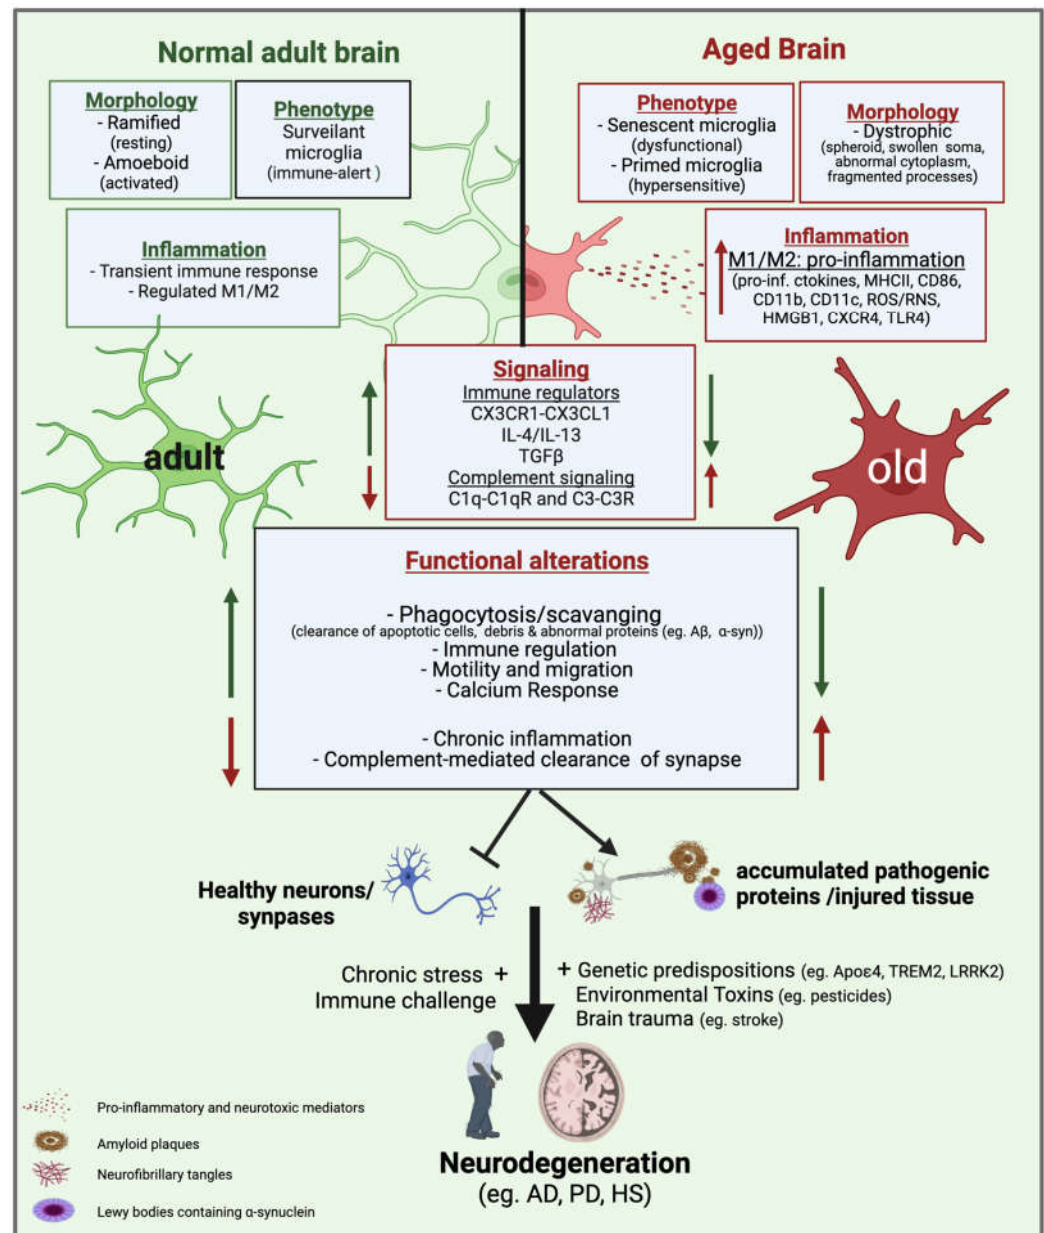 Normal adult brain
Morphology
- Ramified
(resting)
- Amoeboid
(activated)
Phenotype
Surveilant
microglia
(immune-alert )
Inflammation
- Transient immune response
- Regulated M1/M2
Aged Brain
Phenotype
- Senescent microglia
(dysfunctional)
- Primed microglia
(hypersensitive)
Morphology
- Dystrophic
(spheroid, swollen soma,
abnormal cytoplasm,
fragmented processes)
Inflammation
M1/M2: pro-inflammation
(pro-inf. ctokines, MHCII, CD86,
CD11b, CD11c, ROS/RNS,
HMGB1, CXCR4, TLR4)
adult
Signaling
Immune regulators
CX3CR1-CX3CL1
IL-4/IL-13
TGFβ
Complement signaling
C1q-C1qR and C3-C3R
old
Functional alterations
- Phagocytosis/scavanging
(clearance of apoptotic cells, debris & abnormal proteins (eg. Aβ, α-syn))
- Immune regulation
- Motility and migration
- Calcium Response
- Chronic inflammation
- Complement-mediated clearance of synapse
Healthy neurons/
synpases
accumulated pathogenic
proteins /injured tissue
Chronic stress +
Immune challenge
+ Genetic predispositions (eg. Apoε4, TREM2, LRRK2)
Environmental Toxins (eg. pesticides)
Brain trauma (eg. stroke)
Neurodegeneration
(eg. AD, PD, HS)
Pro-inflammatory and neurotoxic mediators
Amyloid plaques
Neurofibrillary tangles
Lewy bodies containing α-synuclein